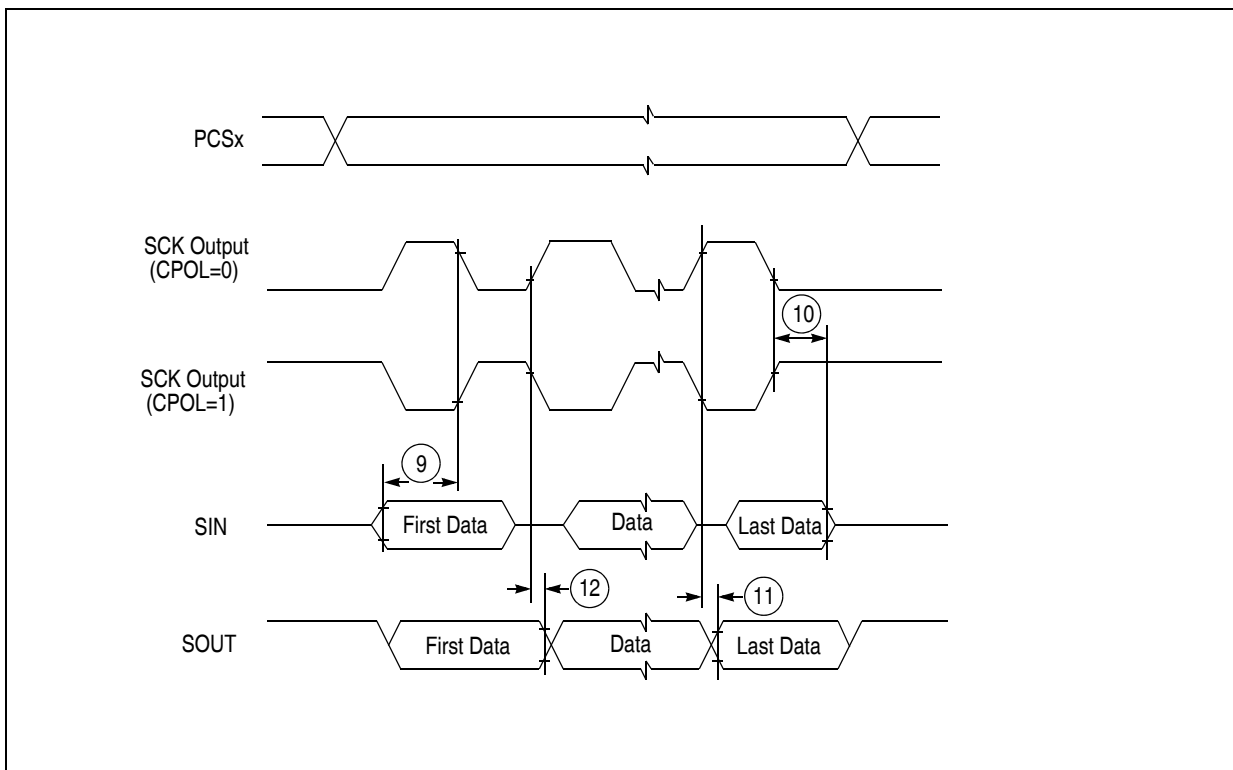 PCSx
SCK Output
(CPOL=0)
10
SCK Output
(CPOL=1)
9
SIN
First Data
Data
Last Data
12
11
SOUT
First Data
Data
Last Data